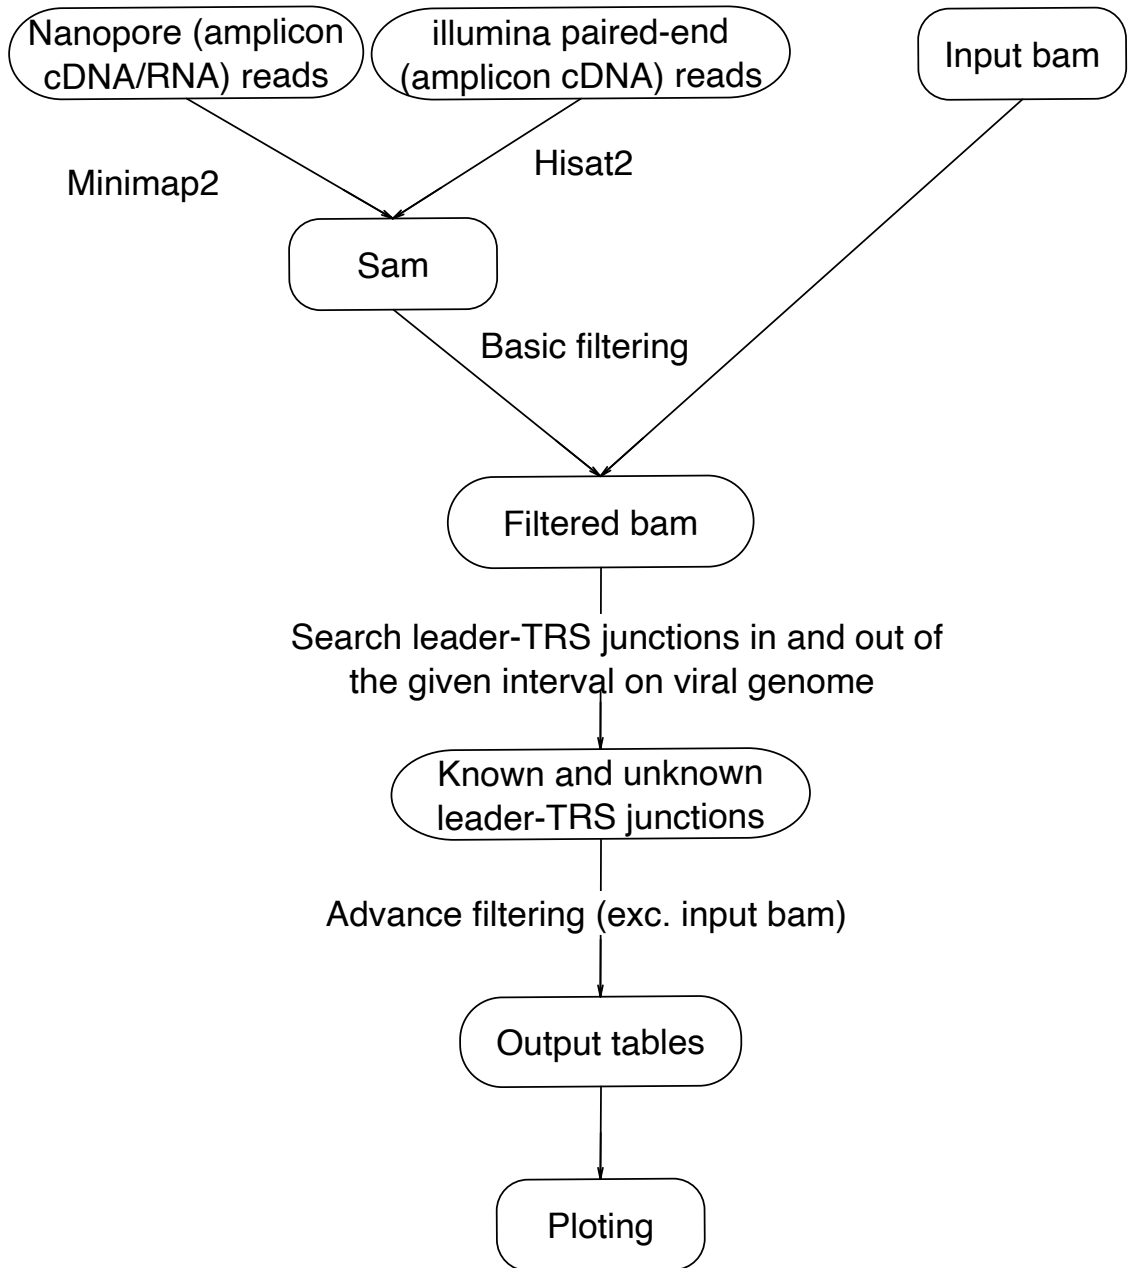 Nanopore (amplicon
cDNA/RNA) reads
illumina paired-end
(amplicon cDNA) reads
Input bam
Minimap2
Hisat2
Sam
Basic filtering
Filtered bam
Search leader-TRS junctions in and out of
the given interval on viral genome
Known and unknown
leader-TRS junctions
Advance filtering (exc. input bam)
Output tables
Ploting